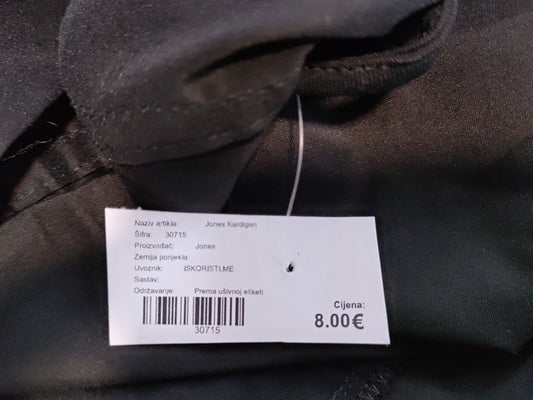 Naziv artikla: Jones Kardigan
Šifra: 30715
Proizvođač: Jones
Zemlja porijekla:
Uvoznik: ISKORISTI.ME
Sastav:
Održavanje: Prema ušivnoj etiketi
30715
Cijena:
8.00€